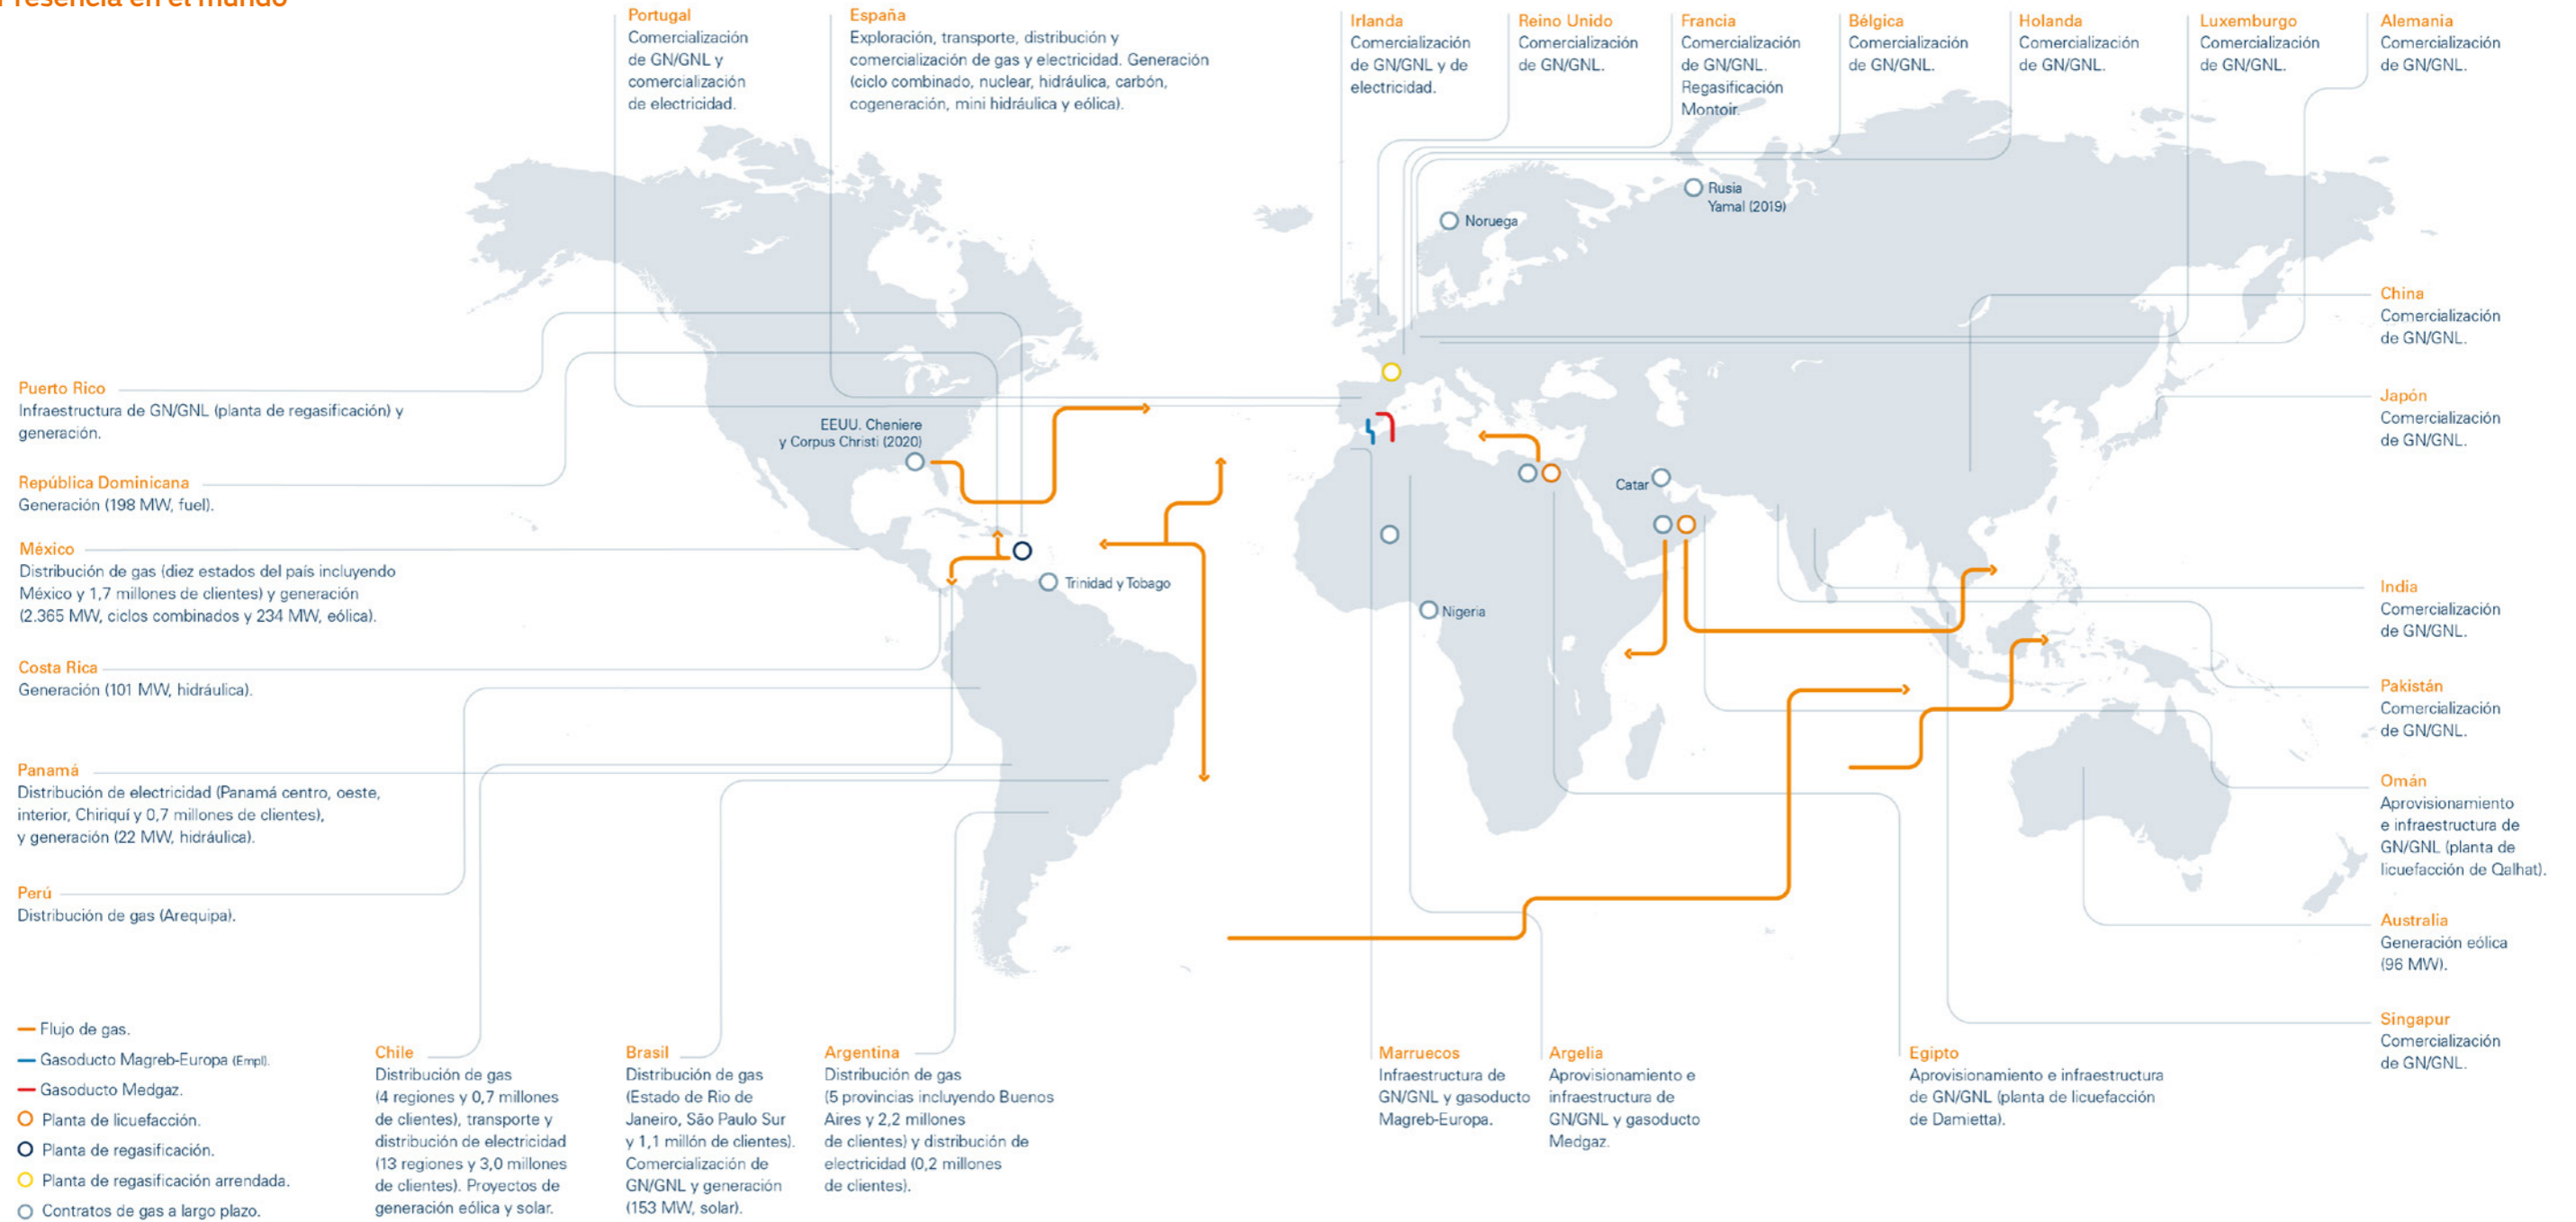 Presencia en el mundo
Portugal
Comercialización
de GN/GNL y
comercialización
de electricidad.
España
Exploración, transporte, distribución y
comercialización de gas y electricidad. Generación
(ciclo combinado, nuclear, hidráulica, carbón,
cogeneración, mini hidráulica y eólica).
Irlanda
Comercialización
de GN/GNL y de
electricidad.
Reino Unido
Comercialización
de GN/GNL.
Francia
Comercialización
de GN/GNL.
Regasificación
Montoir.
Bélgica
Comercialización
de GN/GNL.
Holanda
Comercialización
de GN/GNL.
Luxemburgo
Comercialización
de GN/GNL.
Alemania
Comercialización
de GN/GNL.
Rusia
Yamal (2019)
Noruega
China
Comercialización
de GN/GNL.
Puerto Rico
Infraestructura de GN/GNL (planta de regasificación) y
generación.
Japón
Comercialización
de GN/GNL.
EEUU. Cheniere
y Corpus Christi (2020)
República Dominicana
Generación (198 MW, fuel).
Catar
México
Distribución de gas (diez estados del país incluyendo
México y 1,7 millones de clientes) y generación
(2.365 MW, ciclos combinados y 234 MW, eólica).
Trinidad y Tobago
Nigeria
India
Comercialización
de GN/GNL.
Costa Rica
Generación (101 MW, hidráulica).
Pakistán
Comercialización
de GN/GNL.
Panamá
Distribución de electricidad (Panamá centro, oeste,
interior, Chiriquí y 0,7 millones de clientes),
y generación (22 MW, hidráulica).
Omán
Aprovisionamiento
e infraestructura de
GN/GNL (planta de
licuefacción de Qalhat).
Perú
Distribución de gas (Arequipa).
Australia
Generación eólica
(96 MW).
Singapur
Comercialización
de GN/GNL.
Flujo de gas.
Gasoducto Magreb-Europa (Empl).
Gasoducto Medgaz.
Planta de licuefacción.
Planta de regasificación.
Planta de regasificación arrendada.
Contratos de gas a largo plazo.
Chile
Distribución de gas
(4 regiones y 0,7 millones
de clientes), transporte y
distribución de electricidad
(13 regiones y 3,0 millones
de clientes). Proyectos de
generación eólica y solar.
Brasil
Distribución de gas
(Estado de Rio de
Janeiro, São Paulo Sur
y 1,1 millón de clientes).
Comercialización de
GN/GNL y generación
(153 MW, solar).
Argentina
Distribución de gas
(5 provincias incluyendo Buenos
Aires y 2,2 millones
de clientes) y distribución de
electricidad (0,2 millones
de clientes).
Marruecos
Infraestructura de
GN/GNL y gasoducto
Magreb-Europa.
Argelia
Aprovisionamiento e
infraestructura de
GN/GNL y gasoducto
Medgaz.
Egipto
Aprovisionamiento e infraestructura
de GN/GNL (planta de licuefacción
de Damietta).